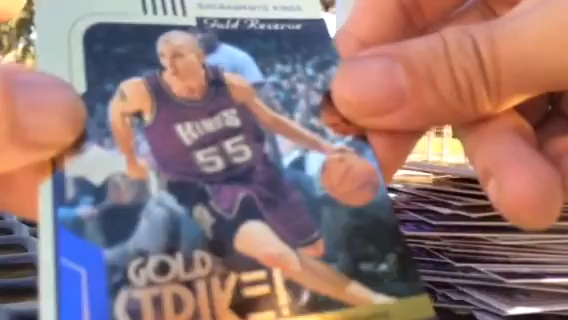 SACRAMENTO KINGS
Gold Reserve
KINGS
55
GOLD
STRIKE!